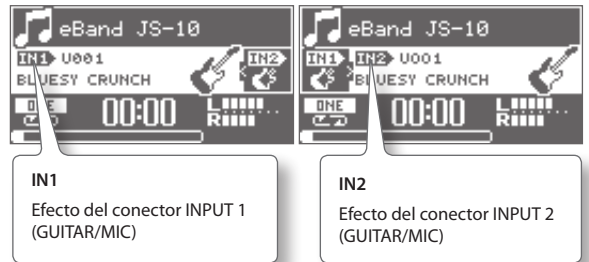 eBand JS-10
IN1 U001 IN2
BLUESY CRUNCH
ONE 00:00 L
R
IN1
Efecto del conector INPUT 1
(GUITAR/MIC)
eBand JS-10
IN1 IN2 U001
BLUESY CRUNCH
ONE 00:00 L
R
IN2
Efecto del conector INPUT 2
(GUITAR/MIC)